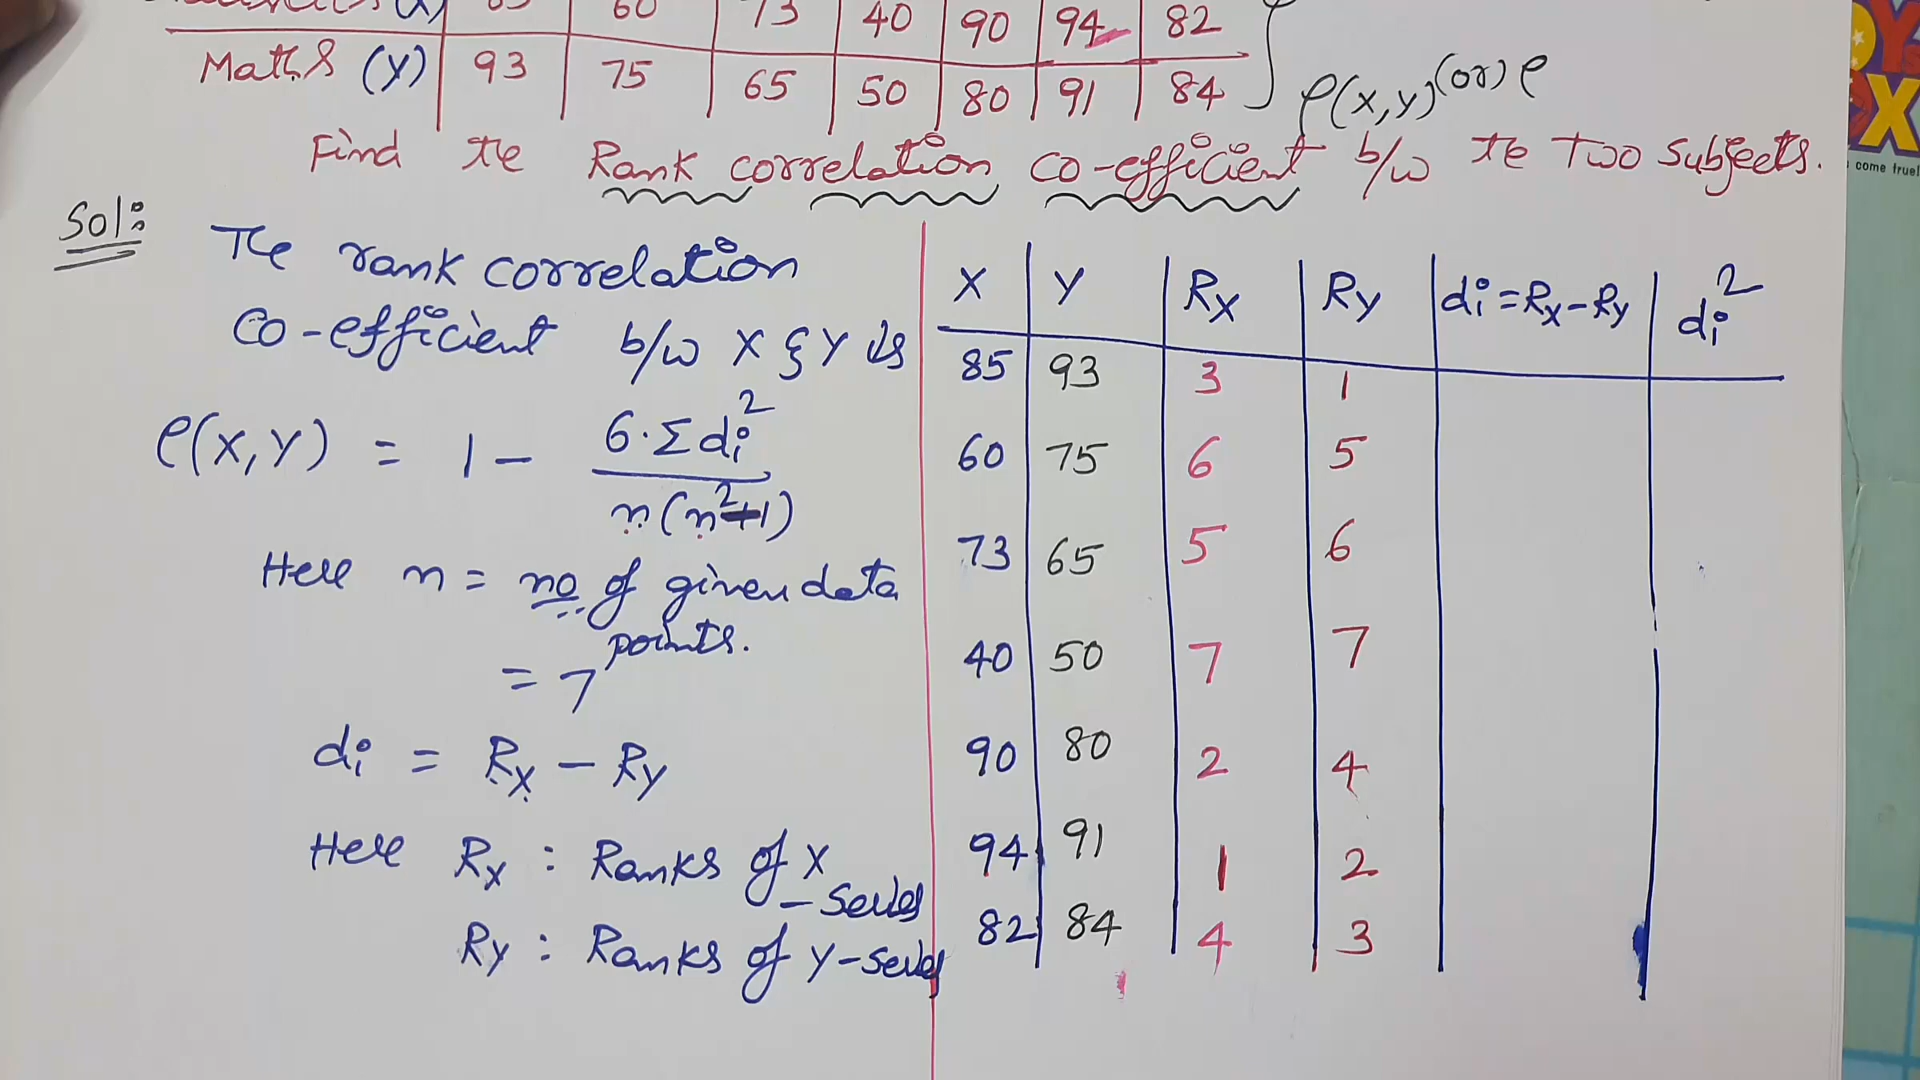 60 73 40 90 94 82
Maths (Y) 93 75 65 50 80 91 84
ρ(X,Y) (or) ρ
Find the Rank correlation co-efficient b/w the Two Subjects.
Sol:
The rank correlation
co-efficient b/w X & Y is
ρ(X,Y) = 1 - 6·Σdi² / n(n²-1)
Here n = no of given data
points.
= 7
di = Rx - Ry
Here Rx : Ranks of X
- Series
Ry : Ranks of Y-Series
X Y Rx Ry di = Rx - Ry di²
85 93 3 1
60 75 6 5
73 65 5 6
40 50 7 7
90 80 2 4
94 91 1 2
82 84 4 3
come true!